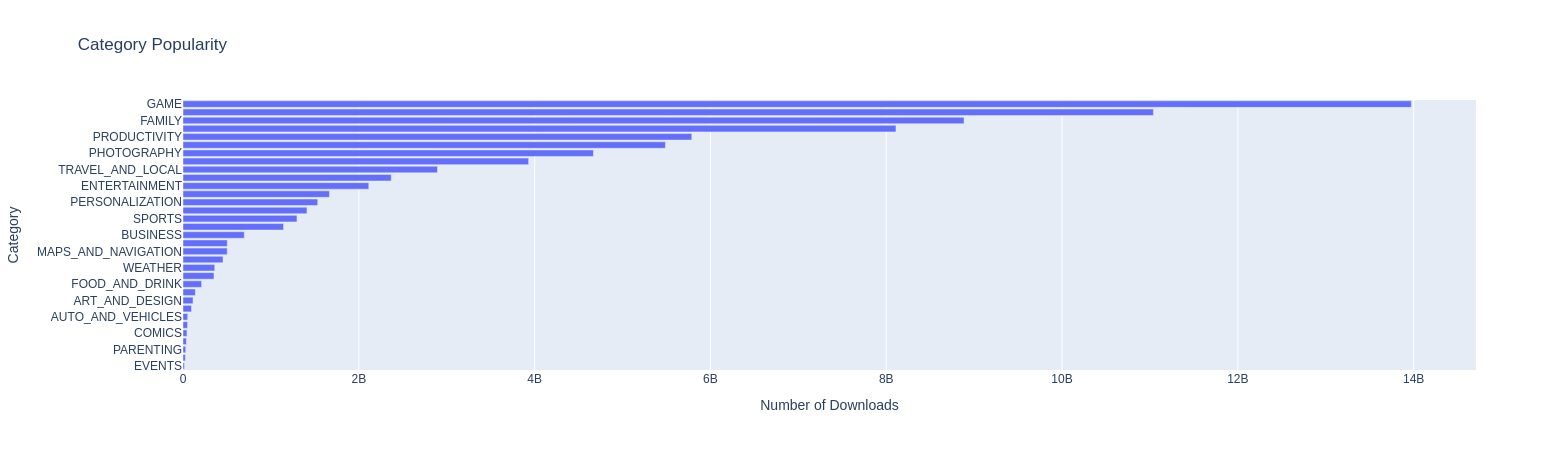 Category Popularity
GAME
FAMILY
PRODUCTIVITY
PHOTOGRAPHY
TRAVEL_AND_LOCAL
ENTERTAINMENT
PERSONALIZATION
SPORTS
BUSINESS
MAPS_AND_NAVIGATION
WEATHER
FOOD_AND_DRINK
ART_AND_DESIGN
AUTO_AND_VEHICLES
COMICS
PARENTING
EVENTS
Category
0 2B 4B 6B 8B 10B 12B 14B
Number of Downloads